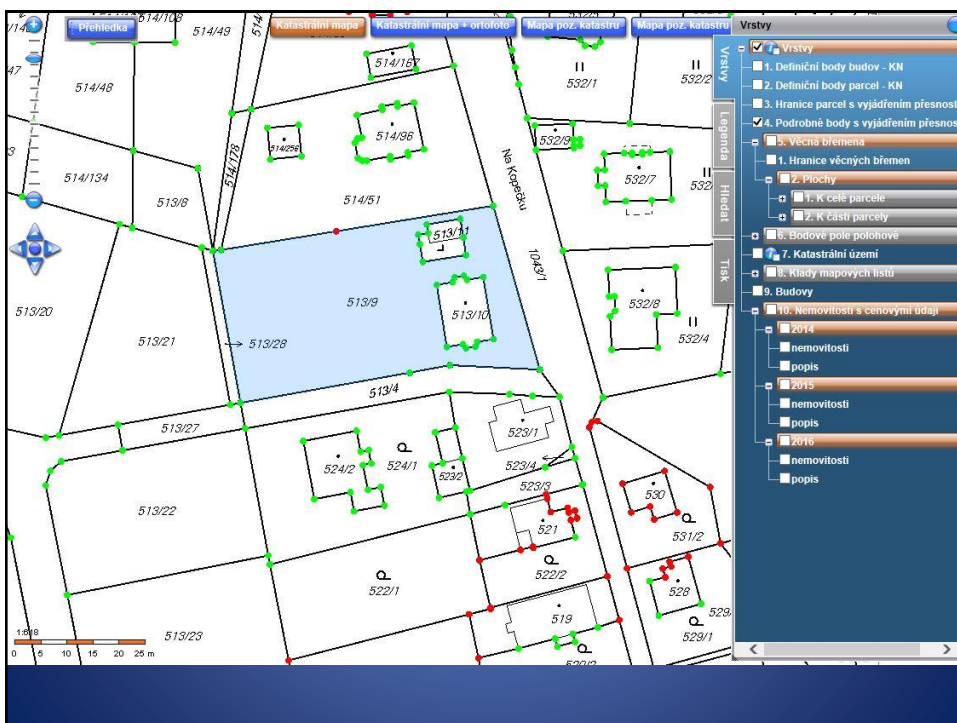 Přehledka
Katastrální mapa
Katastrální mapa + ortofoto
Mapa poz. katastru
Mapa poz. katastru
Vrstvy
514/49
514/48
514/134
513/8
514/178
514/256
514/167
514/96
514/51
532/1
532/9
532/7
Na Kopečku
1043/1
513/11
513/9
513/10
532/8
532/4
513/20
513/21
513/28
513/4
513/27
523/1
524/2
524/1
523/2
523/4
523/3
513/22
521
530
531/2
522/1
522/2
528
519
529/1
513/23
1:618
0 5 10 15 20 25 m
Vrstvy
Legenda
Hledat
Tisk
Vrstvy
1. Definiční body budov - KN
2. Definiční body parcel - KN
3. Hranice parcel s vyjádřením přesnost
4. Podrobné body s vyjádřením přesnos
5. Věcná břemena
1. Hranice věcných břemen
2. Plochy
1. K celé parcele
2. K části parcely
6. Bodové pole polohové
7. Katastrální území
8. Klady mapových listů
9. Budovy
10. Nemovitosti s cenovými údaji
2014
nemovitosti
popis
2015
nemovitosti
popis
2016
nemovitosti
popis